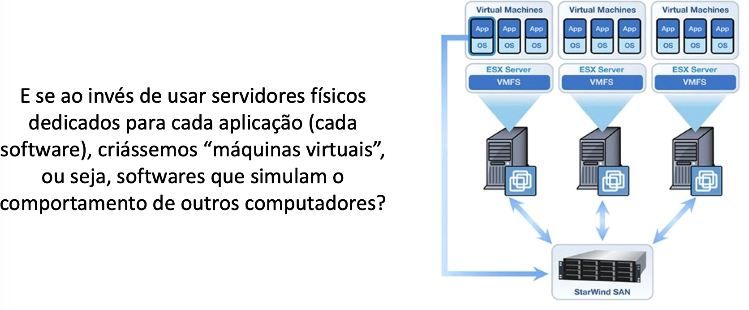 E se ao invés de usar servidores físicos
dedicados para cada aplicação (cada
software), criássemos “máquinas virtuais”,
ou seja, softwares que simulam o
comportamento de outros computadores?
Virtual Machines Virtual Machines Virtual Machines
App App App App App App App App App
OS OS OS OS OS OS OS OS OS
ESX Server ESX Server ESX Server
VMFS VMFS VMFS
StarWind SAN